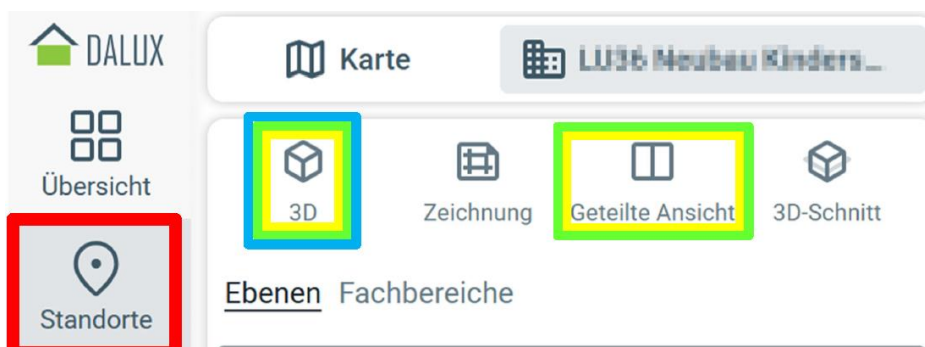 DALUX
Karte
Übersicht
3D
Zeichnung
Geteilte Ansicht
3D-Schnitt
Standorte
Ebenen Fachbereiche